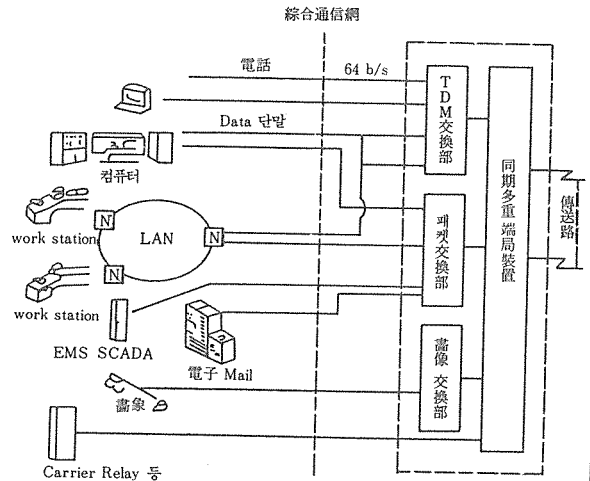 綜合通信網
電話
64 b/s
Data 단말
컴퓨터
work station
LAN
N
N
N
work station
EMS SCADA
電子 Mail
畵象
Carrier Relay 등
TDM交換部
패켓交換部
畵像 交換部
同期多重 端局裝置
傳送路